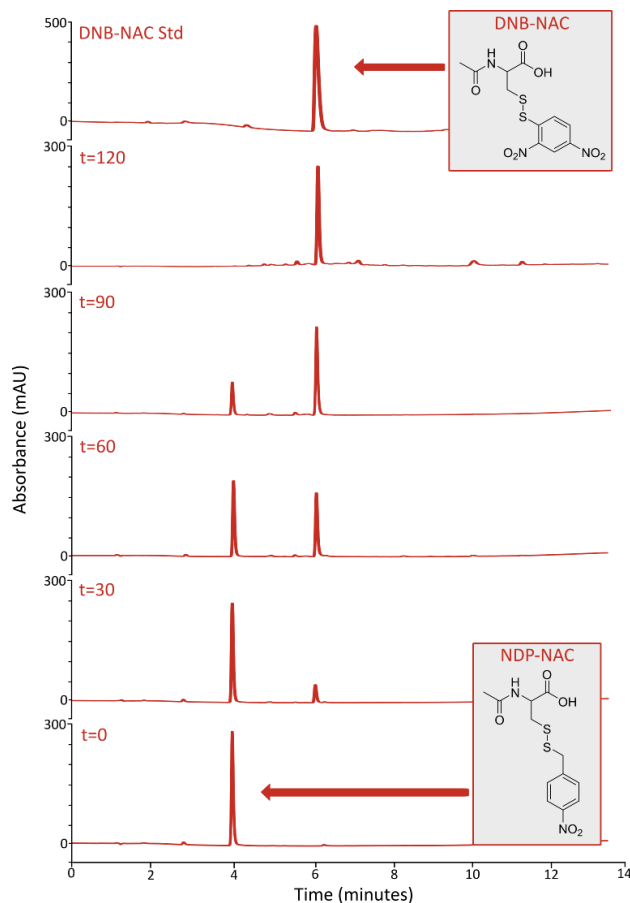 DNB-NAC Std
DNB-NAC
500
0
O
H
N
OH
O
S
S
O₂N
NO₂
t=120
300
0
t=90
300
0
t=60
300
0
t=30
300
0
NDP-NAC
O
H
N
OH
O
S
S
NO₂
t=0
300
0
Absorbance (mAU)
0 2 4 6 8 10 12 14
Time (minutes)